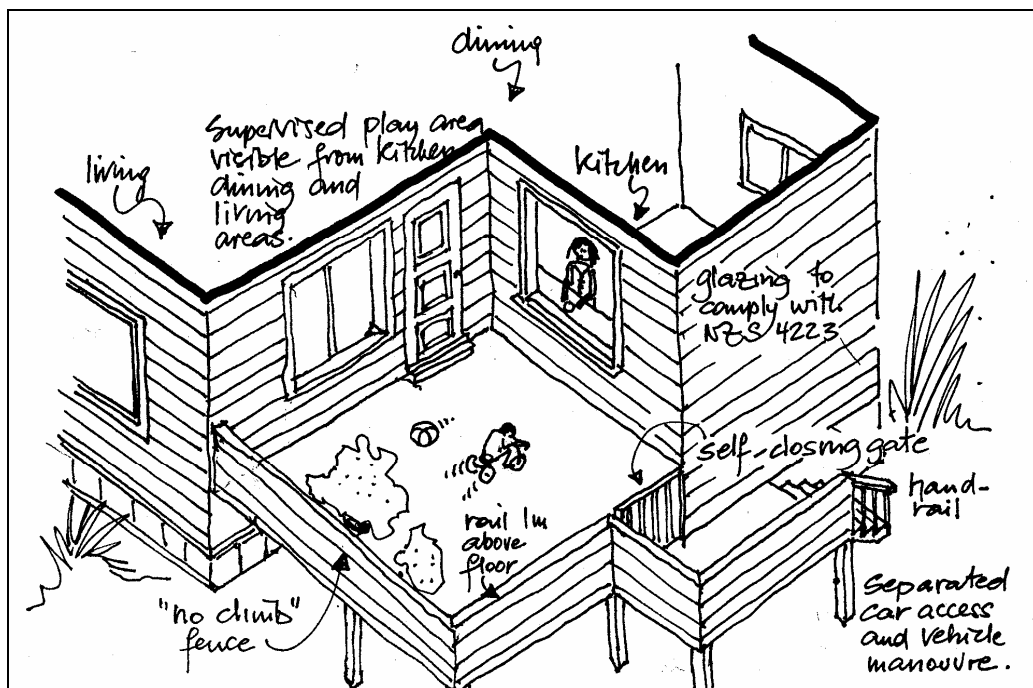 dining
Supervised play area
visible from kitchen
dining and
living
areas.
living
kitchen
glazing to
comply with
NZS 4223
self-closing gate
hand-
rail
rail 1m
above
floor
"no climb"
fence
separated
car access
and vehicle
manouvre.